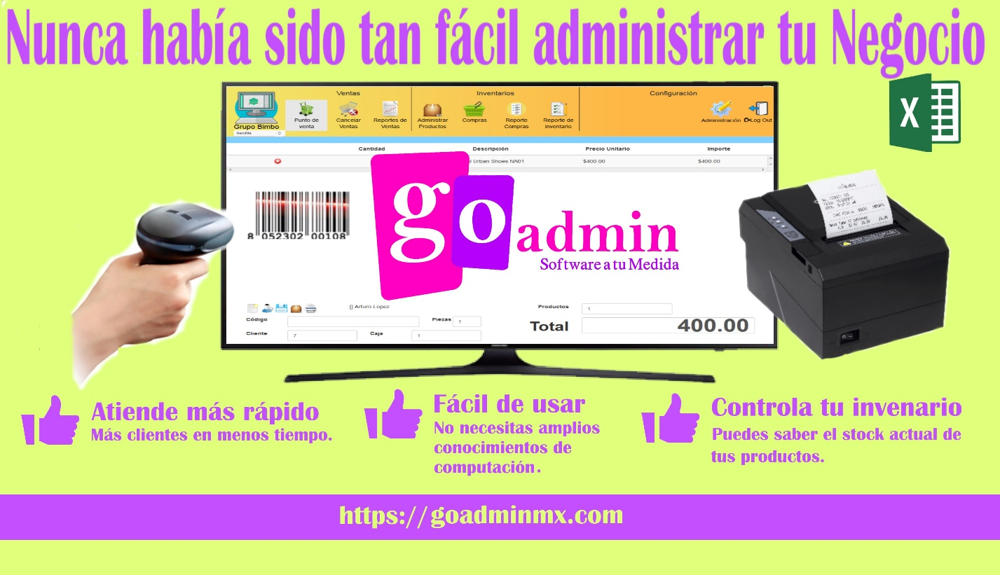 Nunca había sido tan fácil administrar tu Negocio
Ventas
Inventarios
Configuración
Grupo Bimbo
tiendita
Punto de
venta
Cancelar
Ventas
Reportes de
Ventas
Administrar
Productos
Compras
Reporte
Compras
Reporte de
inventario
Administración
Log Out
X
Cantidad Descripción Precio Unitario Importe
Urban Shoes NA01 $400.00 $400.00
8 052302 00108
go admin
Software a tu Medida
[] Arturo Lopez
Productos 1
Código Piezas 1
Total 400.00
Cliente 7 Caja 1
Atiende más rápido
Más clientes en menos tiempo.
Fácil de usar
No necesitas amplios
conocimientos de
computación.
Controla tu invenario
Puedes saber el stock actual de
tus productos.
https://goadminmx.com